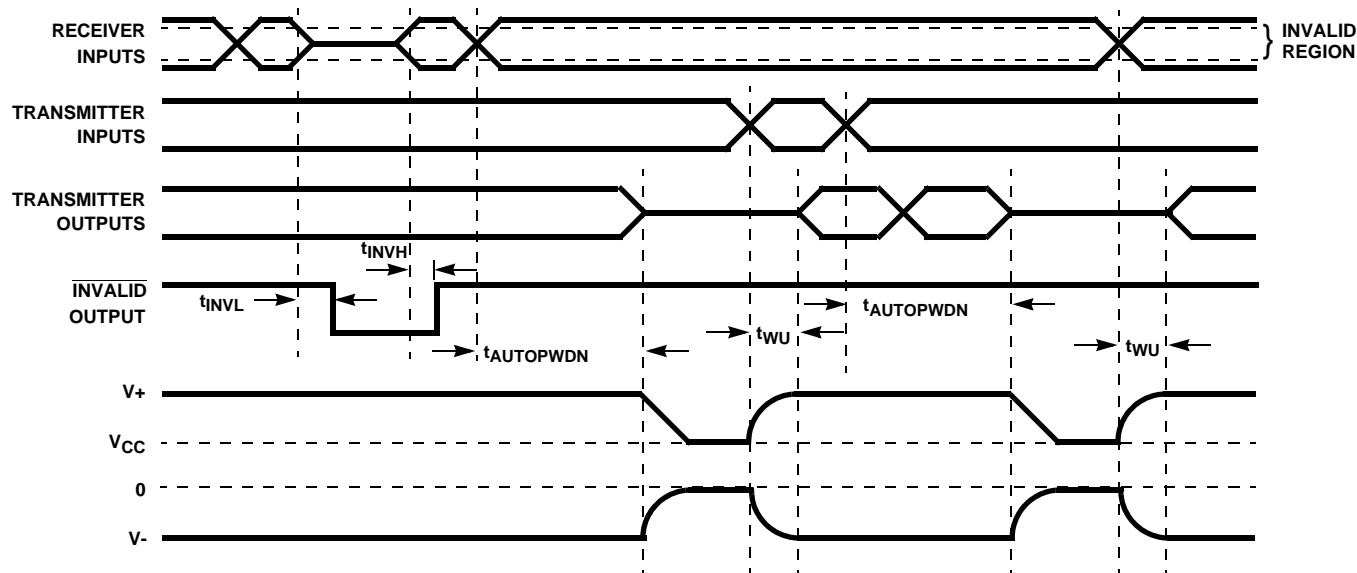 RECEIVER
INPUTS
} INVALID
REGION
TRANSMITTER
INPUTS
TRANSMITTER
OUTPUTS
tINVH
INVALID
OUTPUT
tINVL
tAUTOPWDN
tWU
tAUTOPWDN
tWU
V+
VCC
0
V-